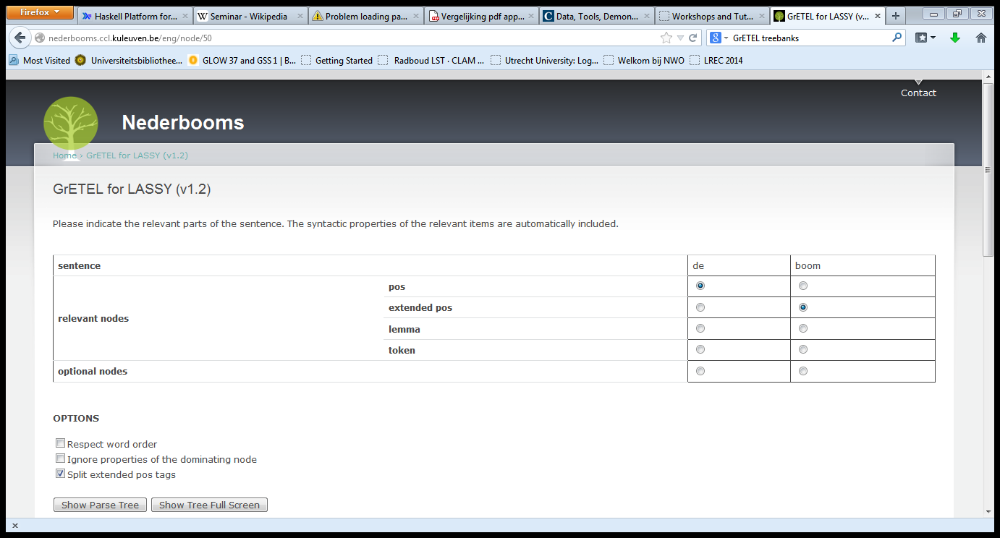 Firefox
Haskell Platform for...
Seminar - Wikipedia
Problem loading pa...
Vergelijking pdf app...
Data, Tools, Demon...
Workshops and Tut...
GrETEL for LASSY (v...
nederbooms.ccl.kuleuven.be/eng/node/50
GrETEL treebanks
Most Visited Universiteitsbibliothee... GLOW 37 and GSS 1 | B... Getting Started Radboud LST · CLAM ... Utrecht University: Log... Welkom bij NWO LREC 2014
Contact
Nederbooms
Home › GrETEL for LASSY (v1.2)
GrETEL for LASSY (v1.2)
Please indicate the relevant parts of the sentence. The syntactic properties of the relevant items are automatically included.
sentence de boom
relevant nodes
pos
extended pos
lemma
token
optional nodes
OPTIONS
Respect word order
Ignore properties of the dominating node
Split extended pos tags
Show Parse Tree Show Tree Full Screen